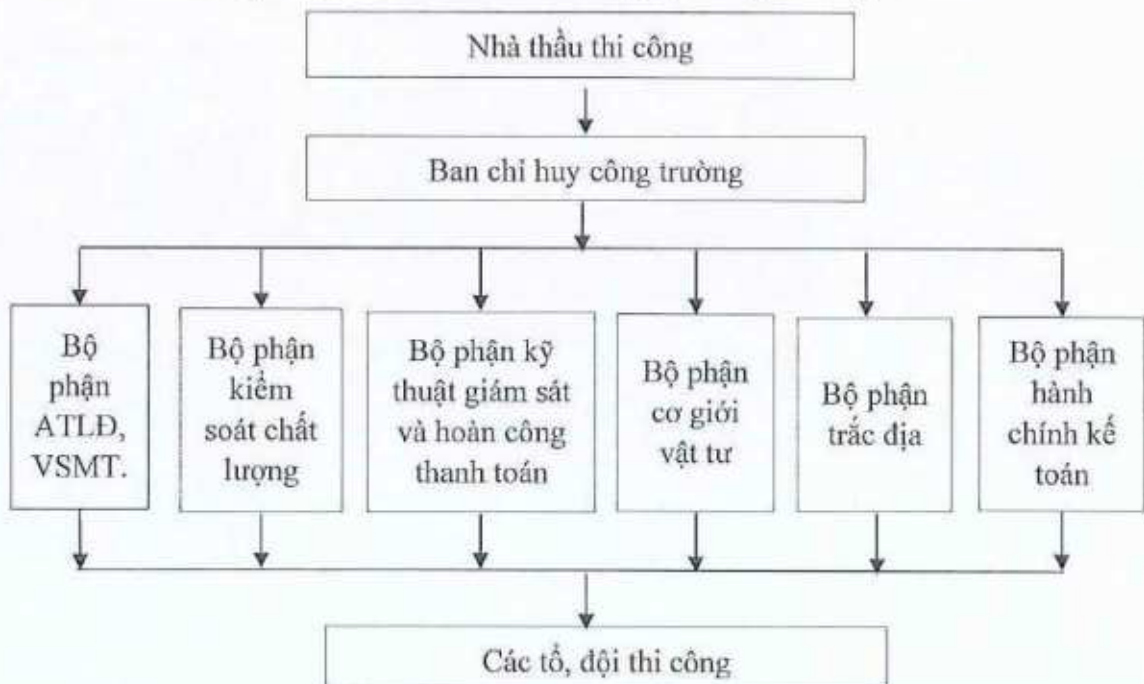 Nhà thầu thi công
Ban chỉ huy công trường
Bộ
phận
ATLĐ,
VSMT.
Bộ phận
kiểm
soát chất
lượng
Bộ phận kỹ
thuật giám sát
và hoàn công
thanh toán
Bộ phận
cơ giới
vật tư
Bộ phận
trắc địa
Bộ phận
hành
chính kế
toán
Các tổ, đội thi công